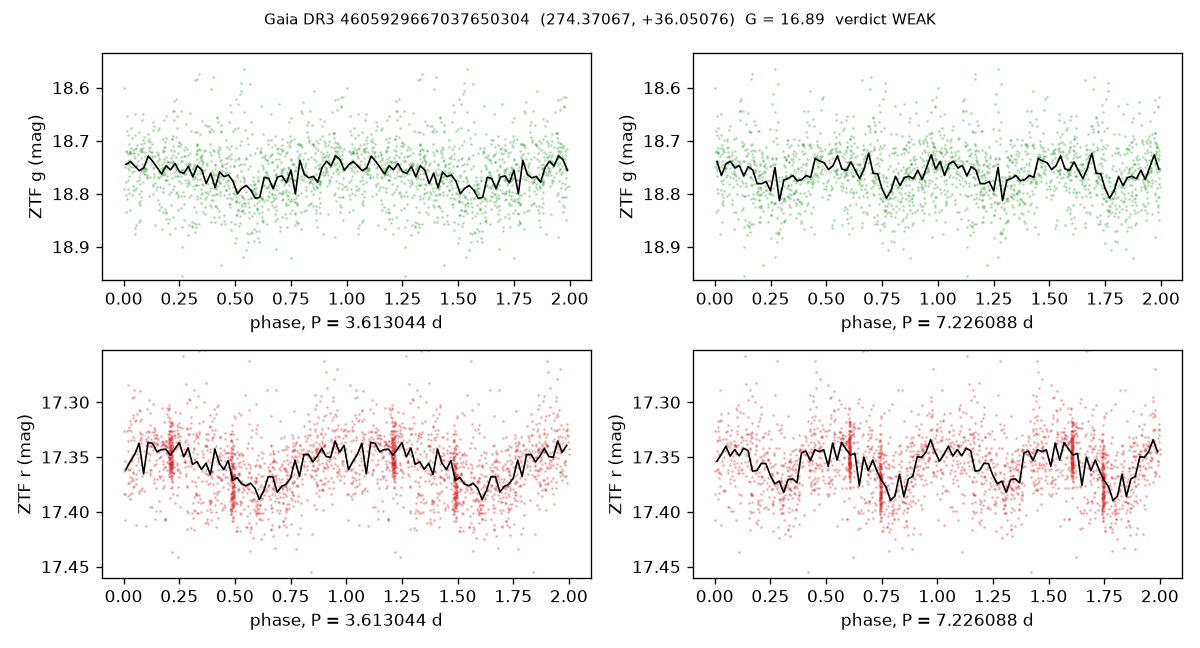 Gaia DR3 4605929667037650304  (274.37067, +36.05076)  G = 16.89  verdict WEAK
ZTF g (mag)
18.6
18.7
18.8
18.9
0.00 0.25 0.50 0.75 1.00 1.25 1.50 1.75 2.00
phase, P = 3.613044 d
ZTF g (mag)
18.6
18.7
18.8
18.9
0.00 0.25 0.50 0.75 1.00 1.25 1.50 1.75 2.00
phase, P = 7.226088 d
ZTF r (mag)
17.30
17.35
17.40
17.45
0.00 0.25 0.50 0.75 1.00 1.25 1.50 1.75 2.00
phase, P = 3.613044 d
ZTF r (mag)
17.30
17.35
17.40
17.45
0.00 0.25 0.50 0.75 1.00 1.25 1.50 1.75 2.00
phase, P = 7.226088 d